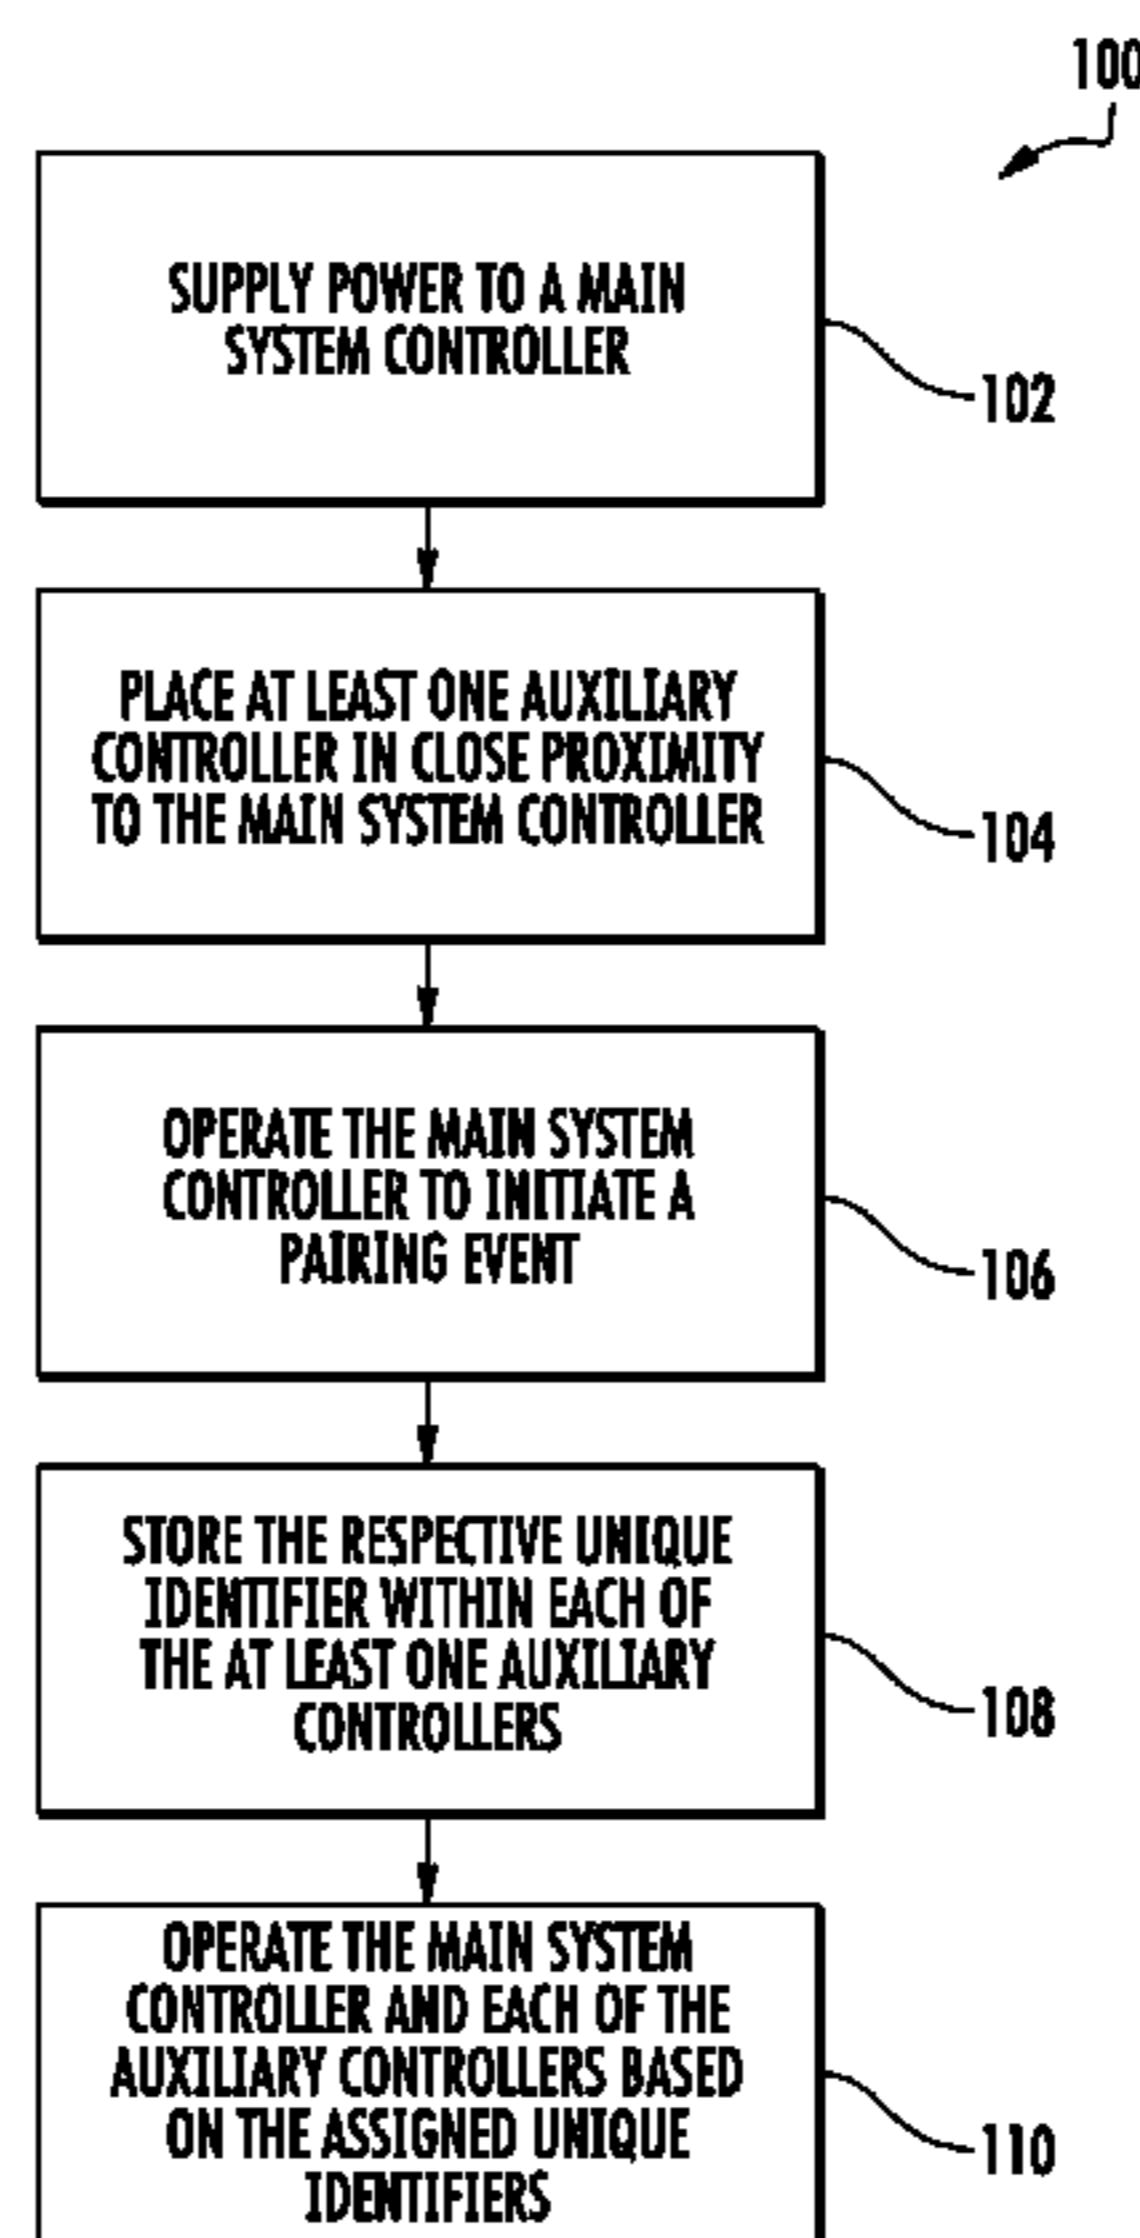 100
SUPPLY POWER TO A MAIN
SYSTEM CONTROLLER
102
PLACE AT LEAST ONE AUXILIARY
CONTROLLER IN CLOSE PROXIMITY
TO THE MAIN SYSTEM CONTROLLER
104
OPERATE THE MAIN SYSTEM
CONTROLLER TO INITIATE A
PAIRING EVENT
106
STORE THE RESPECTIVE UNIQUE
IDENTIFIER WITHIN EACH OF
THE AT LEAST ONE AUXILIARY
CONTROLLERS
108
OPERATE THE MAIN SYSTEM
CONTROLLER AND EACH OF THE
AUXILIARY CONTROLLERS BASED
ON THE ASSIGNED UNIQUE
IDENTIFIERS
110